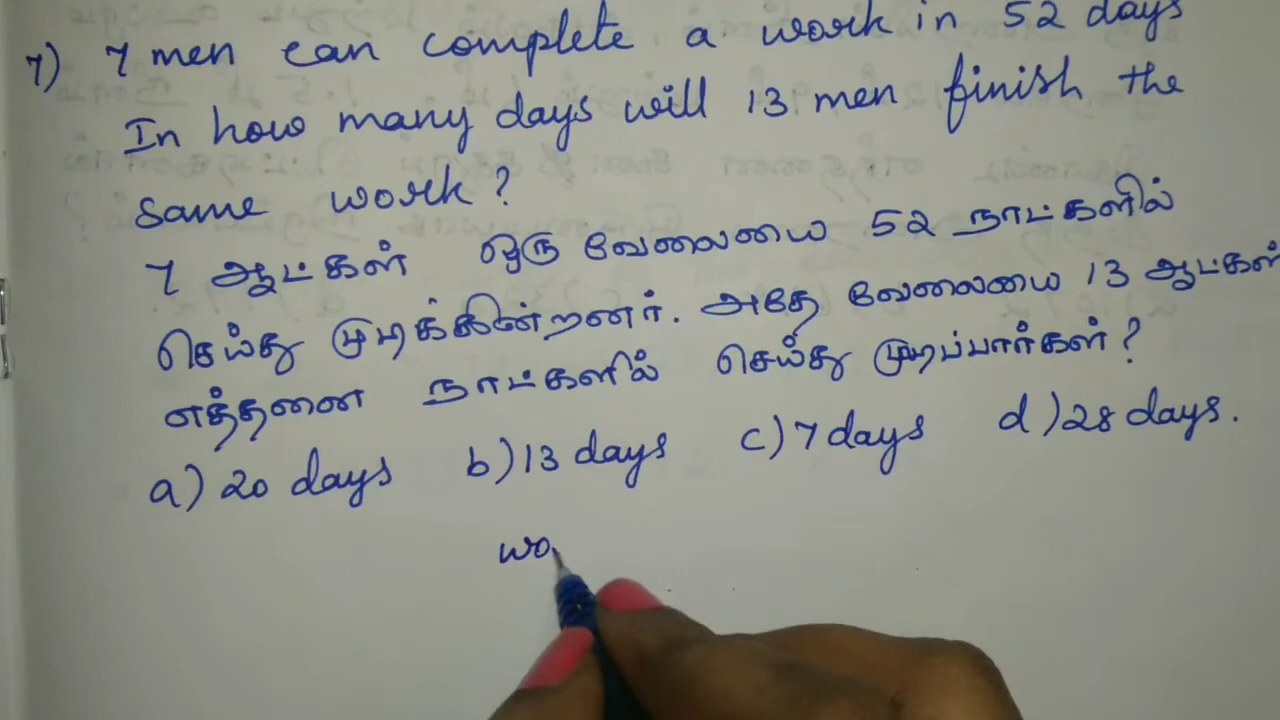 7) 7 men can complete a work in 52 days
In how many days will 13 men finish the
same work?
7 ஆட்கள் ஒரு வேலையை 52 நாட்களில்
செய்து முடிக்கின்றனர். அதே வேலையை 13 ஆட்கள்
எத்தனை நாட்களில் செய்து முடிப்பார்கள்?
a) 20 days b) 13 days c) 7 days d) 28 days.
wo